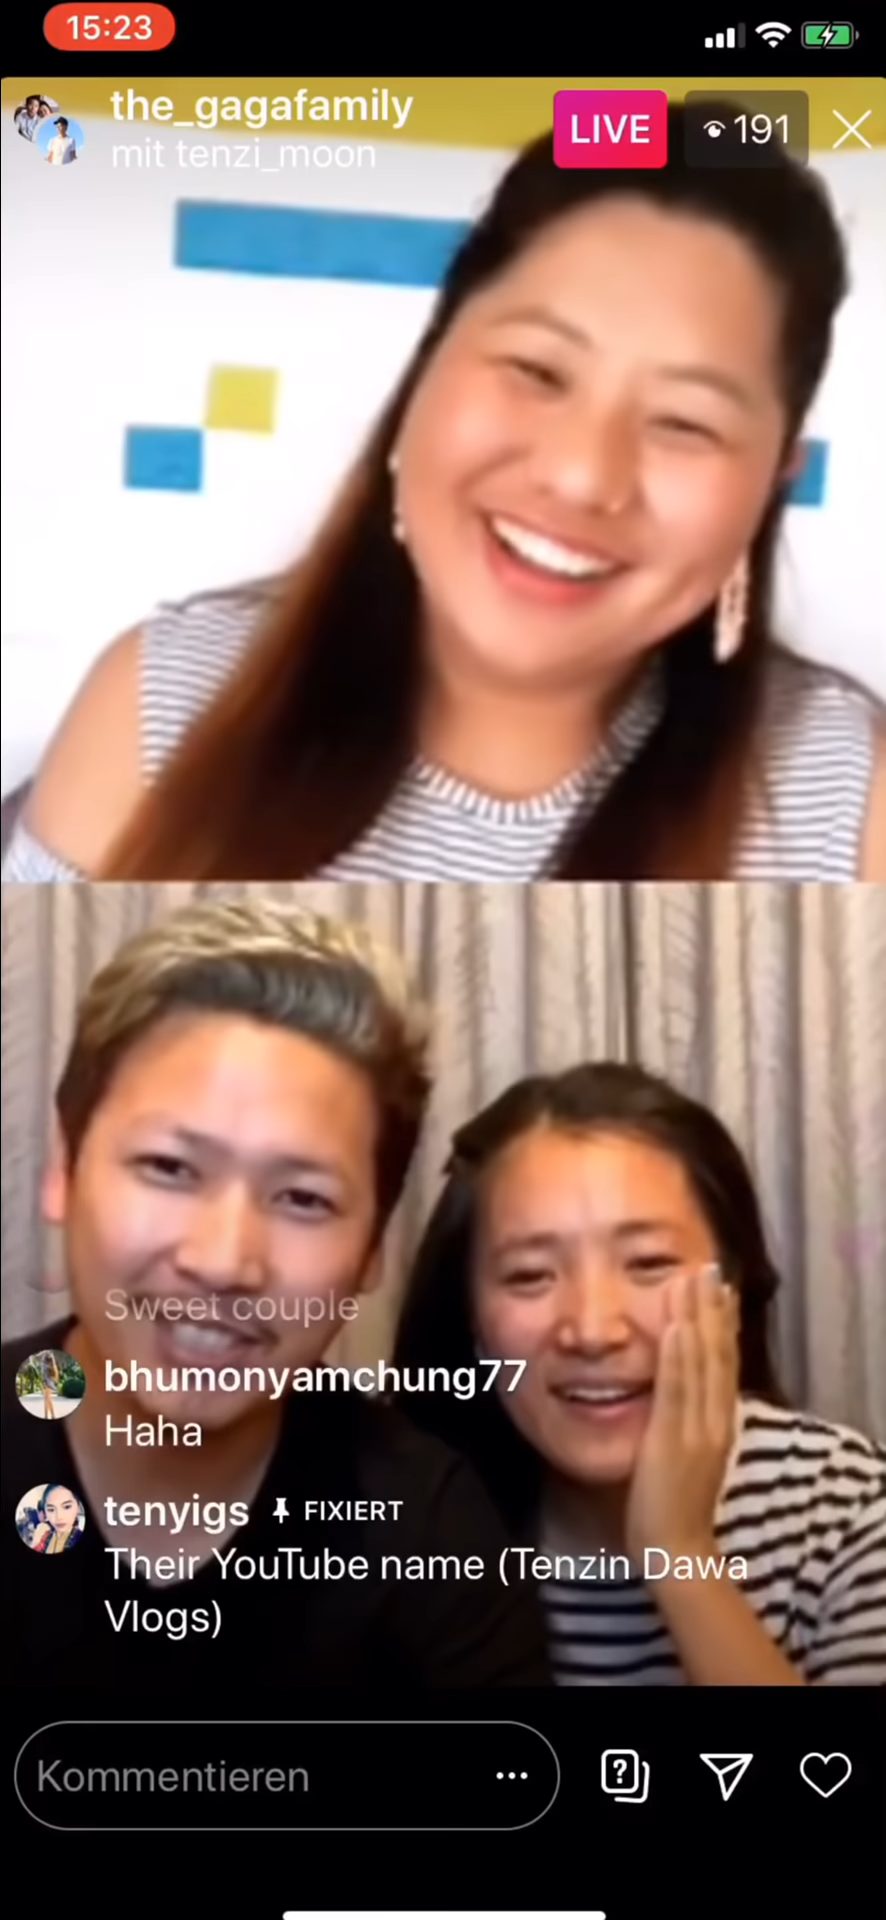 15:23
the_gagafamily
mit tenzi_moon
LIVE
191
Sweet couple
bhumonyamchung77
Haha
tenyigs FIXIERT
Their YouTube name (Tenzin Dawa
Vlogs)
Kommentieren